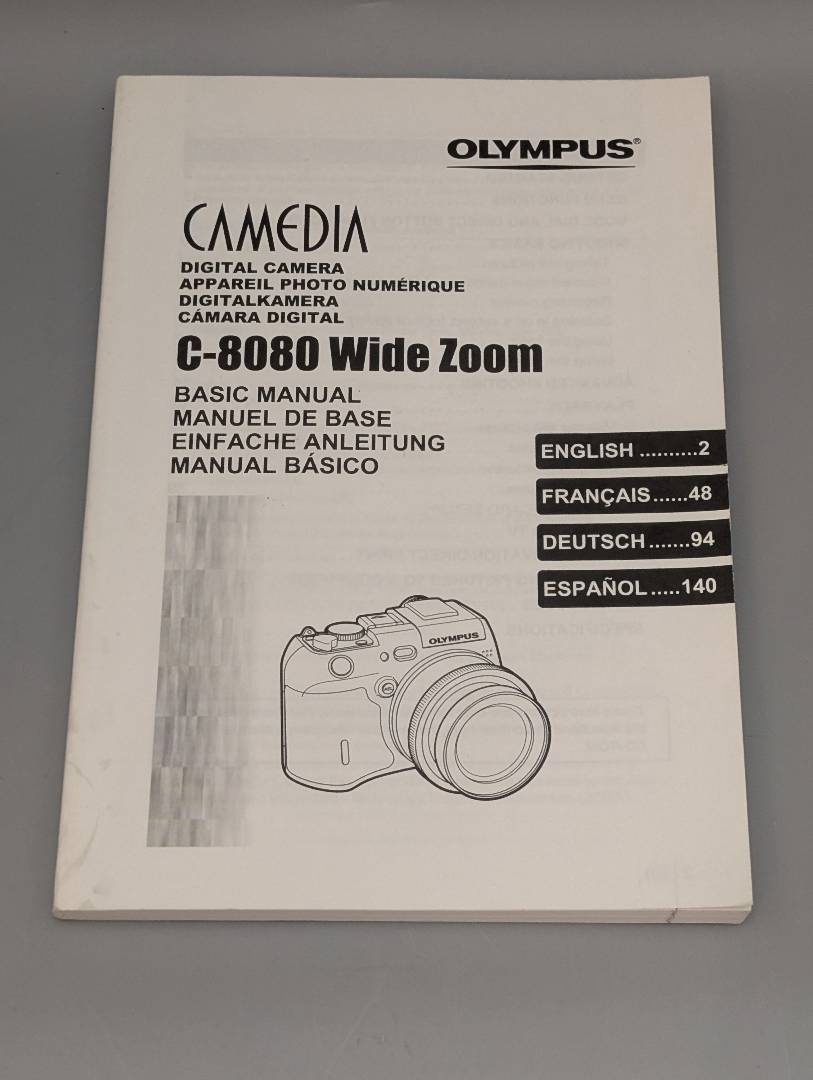 OLYMPUS®
CAMEDIA
DIGITAL CAMERA
APPAREIL PHOTO NUMÉRIQUE
DIGITALKAMERA
CÁMARA DIGITAL
C-8080 Wide Zoom
BASIC MANUAL
MANUEL DE BASE
EINFACHE ANLEITUNG
MANUAL BÁSICO
ENGLISH ..........2
FRANÇAIS......48
DEUTSCH.......94
ESPAÑOL.....140
OLYMPUS